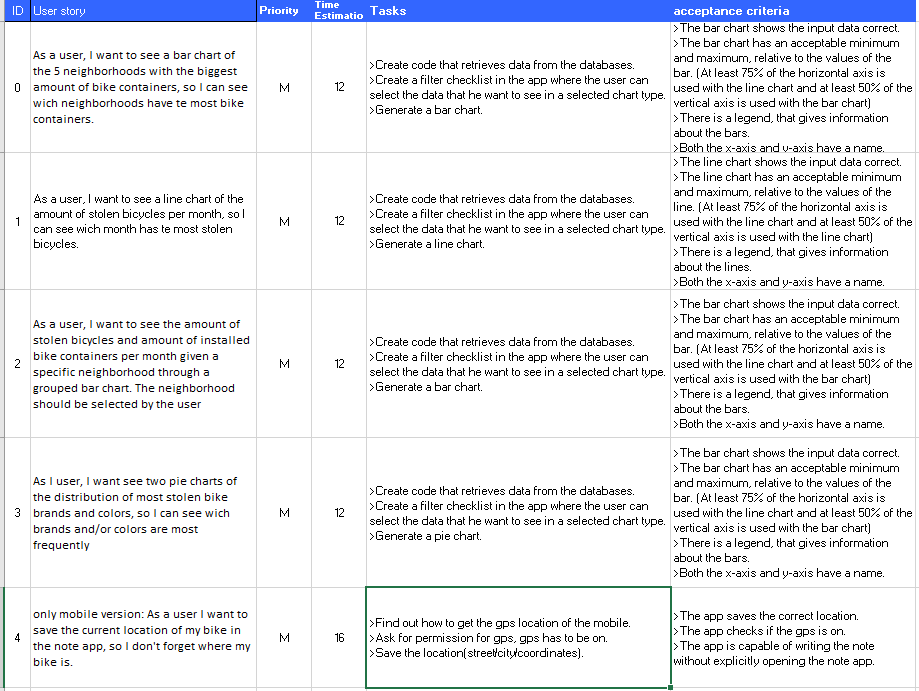 ID User story Priority Time Estimatio Tasks acceptance criteria
0
As a user, I want to see a bar chart of
the 5 neighborhoods with the biggest
amount of bike containers, so I can see
wich neighborhoods have te most bike
containers.
M
12
>Create code that retrieves data from the databases.
>Create a filter checklist in the app where the user can
select the data that he want to see in a selected chart type.
>Generate a bar chart.
>The bar chart shows the input data correct.
>The bar chart has an acceptable minimum
and maximum, relative to the values of the
bar. (At least 75% of the horizontal axis is
used with the line chart and at least 50% of the
vertical axis is used with the bar chart)
>There is a legend, that gives information
about the bars.
>Both the x-axis and y-axis have a name.
1
As a user, I want to see a line chart of the
amount of stolen bicycles per month, so I
can see wich month has te most stolen
bicycles.
M
12
>Create code that retrieves data from the databases.
>Create a filter checklist in the app where the user can
select the data that he want to see in a selected chart type.
>Generate a line chart.
>The line chart shows the input data correct.
>The line chart has an acceptable minimum
and maximum, relative to the values of the
line. (At least 75% of the horizontal axis is
used with the line chart and at least 50% of the
vertical axis is used with the line chart)
>There is a legend, that gives information
about the lines.
>Both the x-axis and y-axis have a name.
2
As a user, I want to see the amount of
stolen bicycles and amount of installed
bike containers per month given a
specific neighborhood through a
grouped bar chart. The neighborhood
should be selected by the user
M
12
>Create code that retrieves data from the databases.
>Create a filter checklist in the app where the user can
select the data that he want to see in a selected chart type.
>Generate a bar chart.
>The bar chart shows the input data correct.
>The bar chart has an acceptable minimum
and maximum, relative to the values of the
bar. (At least 75% of the horizontal axis is
used with the line chart and at least 50% of the
vertical axis is used with the bar chart)
>There is a legend, that gives information
about the bars.
>Both the x-axis and y-axis have a name.
3
As I user, I want see two pie charts of
the distribution of most stolen bike
brands and colors, so I can see wich
brands and/or colors are most
frequently
M
12
>Create code that retrieves data from the databases.
>Create a filter checklist in the app where the user can
select the data that he want to see in a selected chart type.
>Generate a pie chart.
>The bar chart shows the input data correct.
>The bar chart has an acceptable minimum
and maximum, relative to the values of the
bar. (At least 75% of the horizontal axis is
used with the line chart and at least 50% of the
vertical axis is used with the bar chart)
>There is a legend, that gives information
about the bars.
>Both the x-axis and y-axis have a name.
4
only mobile version: As a user I want to
save the current location of my bike in
the note app, so I don't forget where my
bike is.
M
16
>Find out how to get the gps location of the mobile.
>Ask for permission for gps, gps has to be on.
>Save the location(street/city/coordinates).
>The app saves the correct location.
>The app checks if the gps is on.
>The app is capable of writing the note
without explicitly opening the note app.